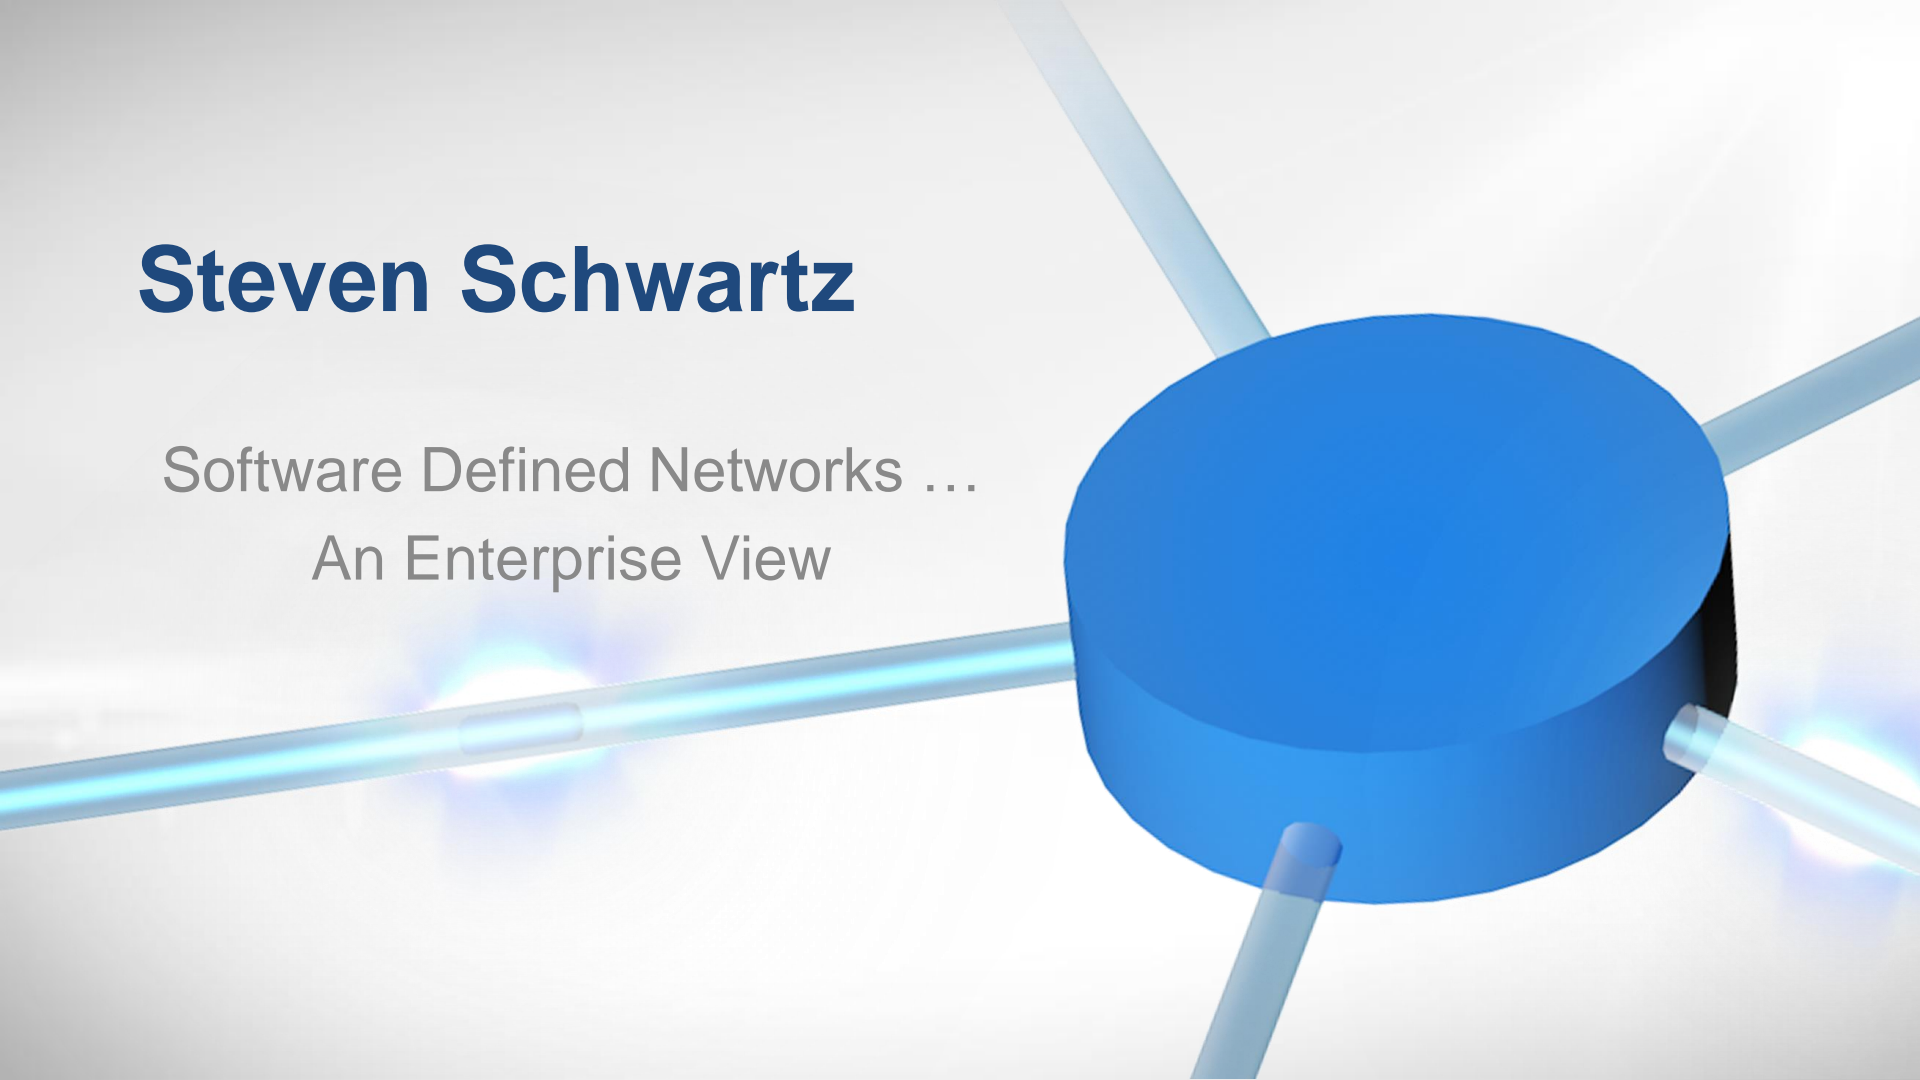 Steven Schwartz
Software Defined Networks …
An Enterprise View